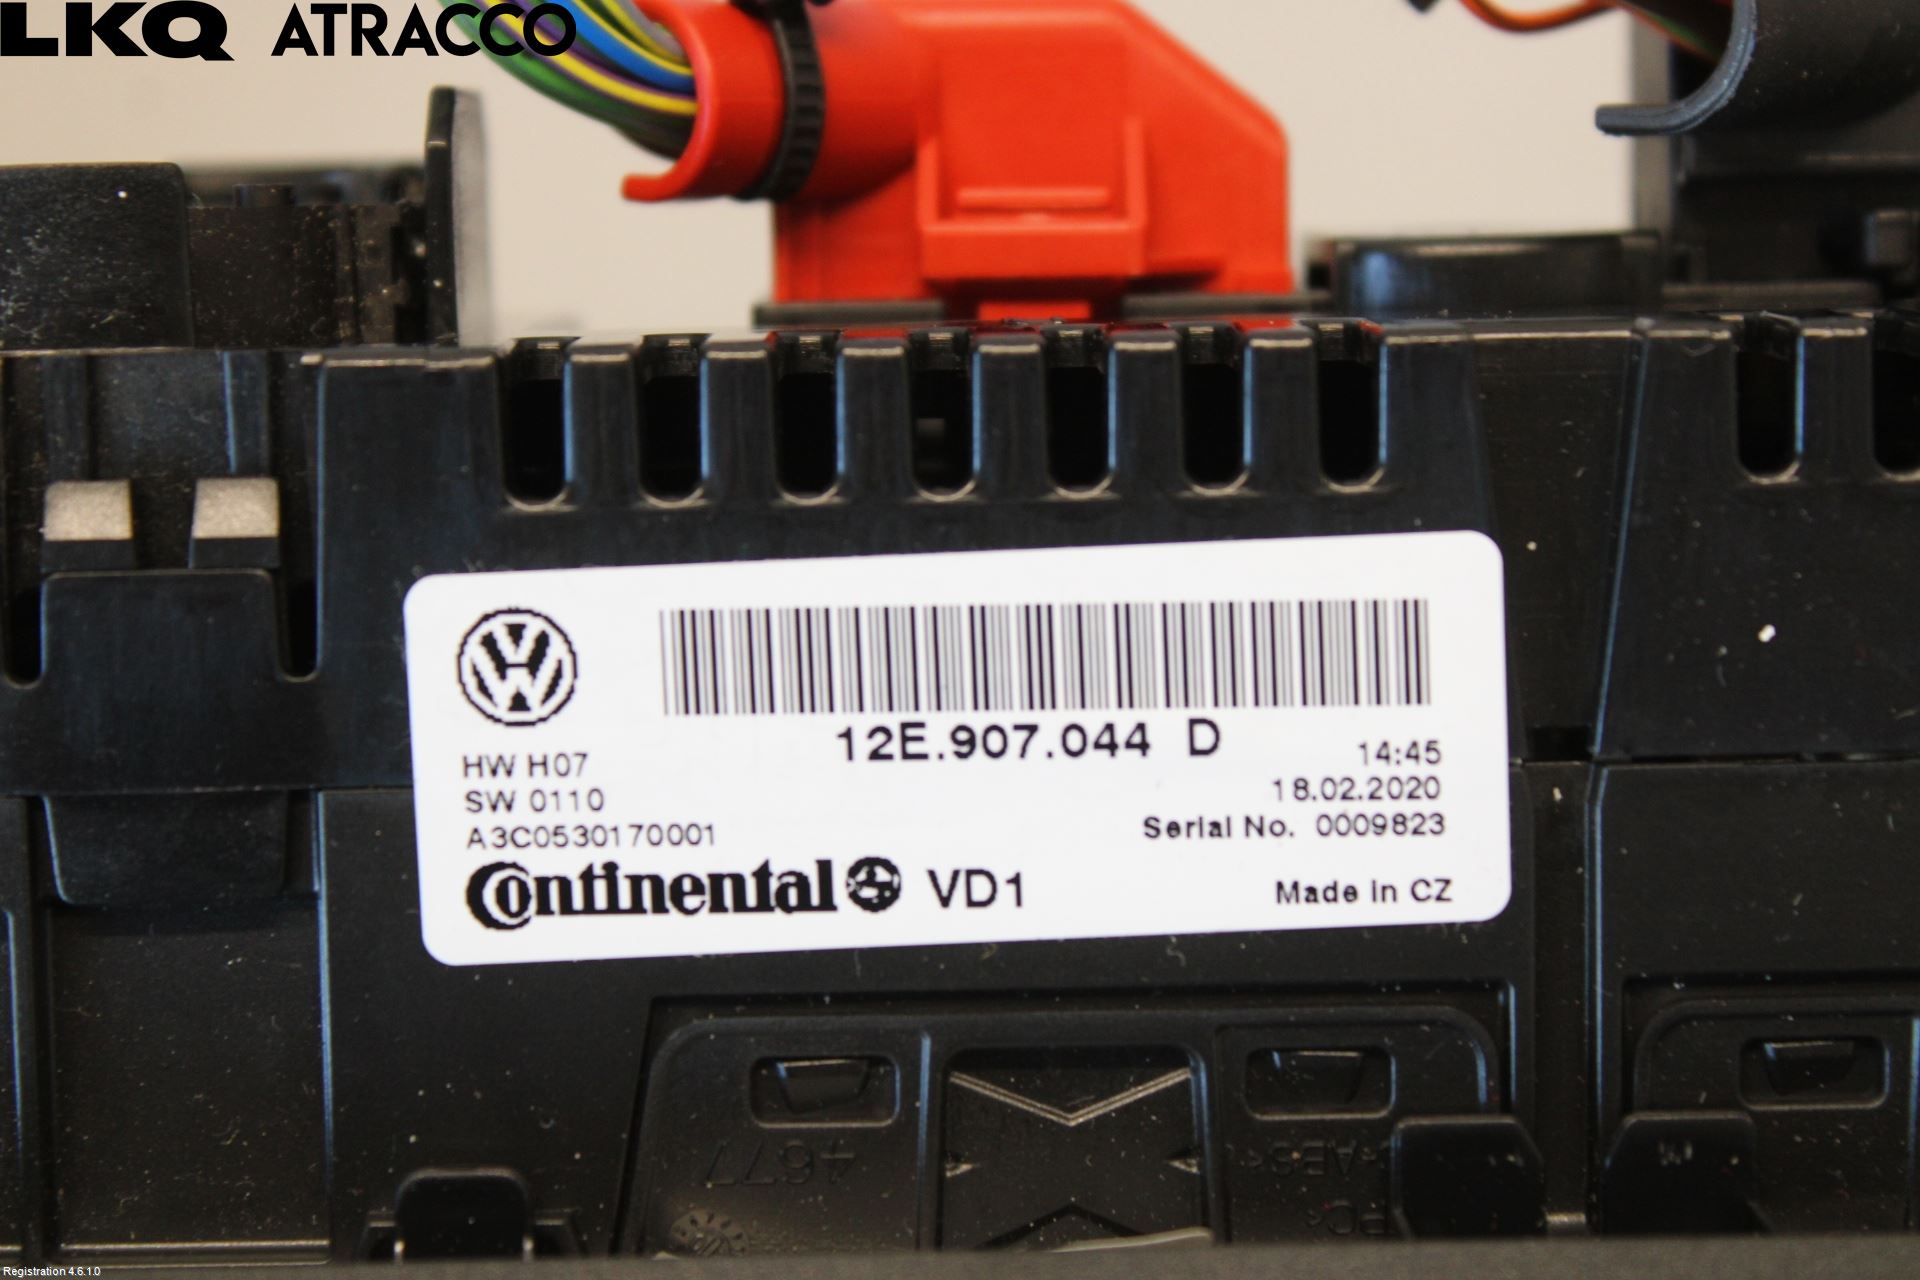 LKQ ATRACCO
12E.907.044 D
HW H07
SW 0110
A3C0530170001
14:45
18.02.2020
Serial No. 0009823
Continental VD1
Made in CZ
4677
>ABS<
Registration 4.6.1.0